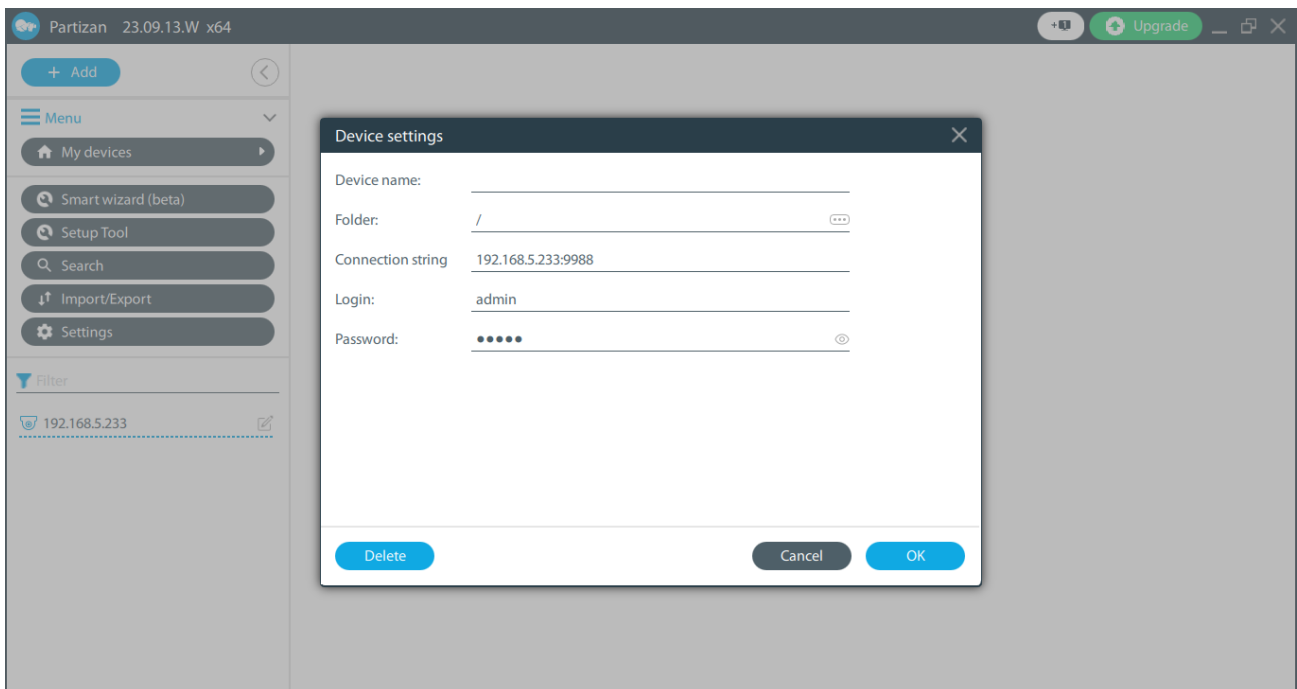 Partizan 23.09.13.W x64
Upgrade
+ Add
Menu
My devices
Smart wizard (beta)
Setup Tool
Search
Import/Export
Settings
Filter
192.168.5.233
Device settings
Device name:
Folder: /
Connection string 192.168.5.233:9988
Login: admin
Password: •••••
Delete Cancel OK